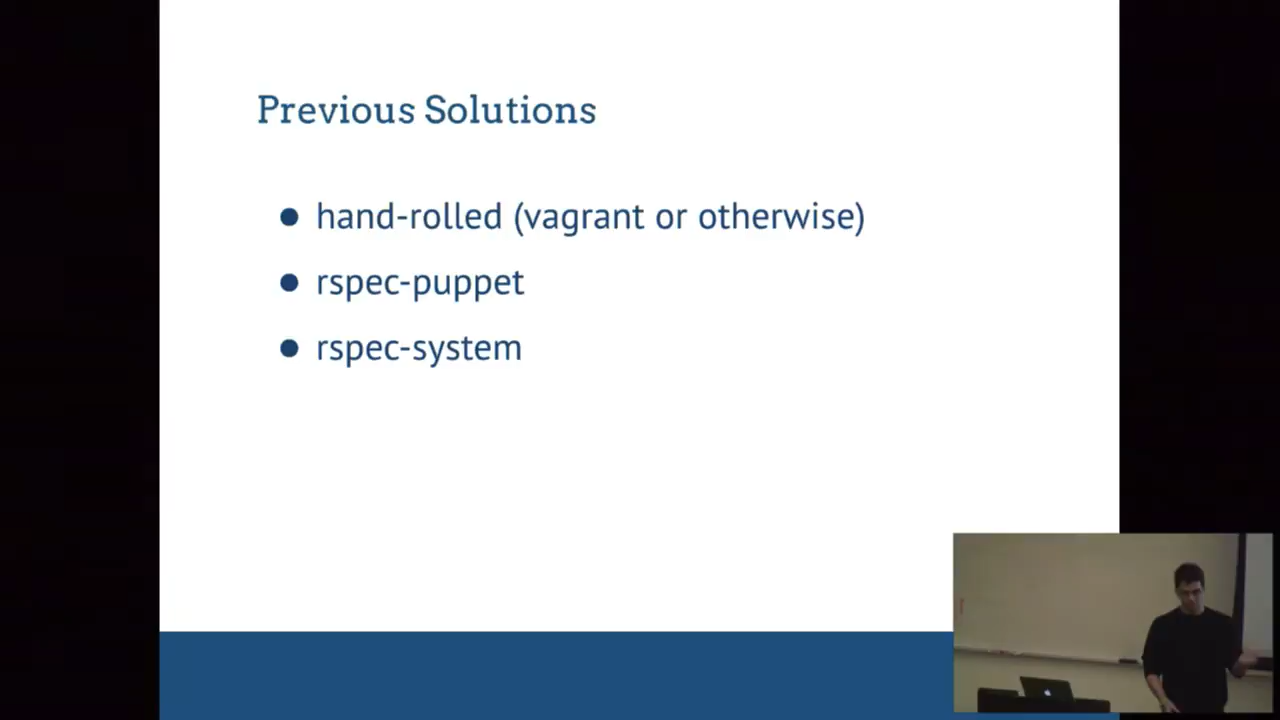 Previous Solutions
● hand-rolled (vagrant or otherwise)
● rspec-puppet
● rspec-system